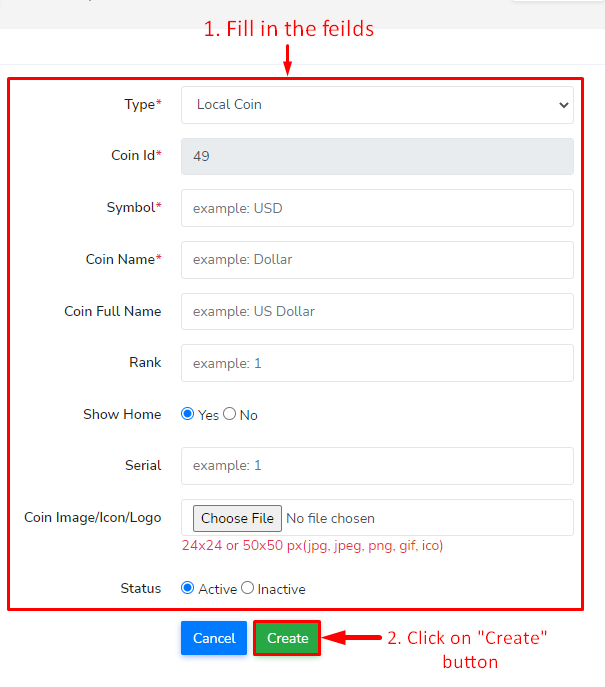 1. Fill in the feilds
Type* Local Coin
Coin Id* 49
Symbol* example: USD
Coin Name* example: Dollar
Coin Full Name example: US Dollar
Rank example: 1
Show Home Yes No
Serial example: 1
Coin Image/Icon/Logo Choose File No file chosen
24x24 or 50x50 px(jpg, jpeg, png, gif, ico)
Status Active Inactive
Cancel Create 2. Click on "Create"
button